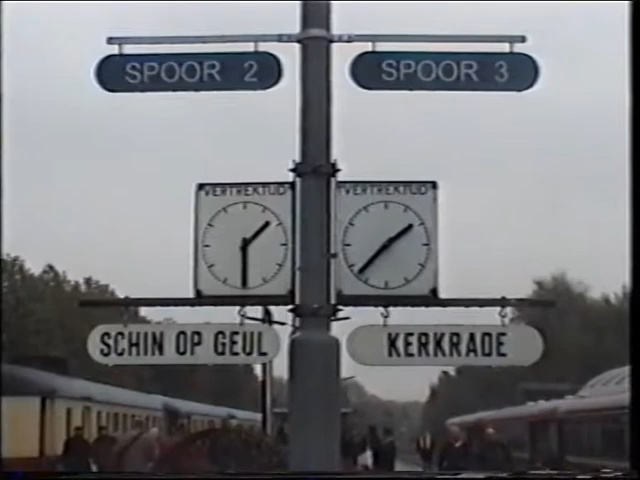 SPOOR 2
SPOOR 3
VERTREKTIJD
VERTREKTIJD
SCHIN OP GEUL
KERKRADE